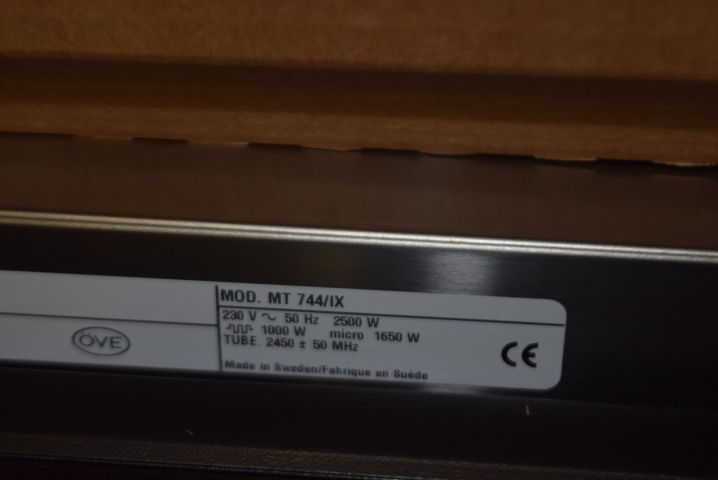 MOD. MT 744/IX
230 V ~ 50 Hz 2500 W
1000 W micro 1650 W
TUBE. 2450 ± 50 MHz
ÖVE
CE
Made in Sweden/Fabrique en Suède